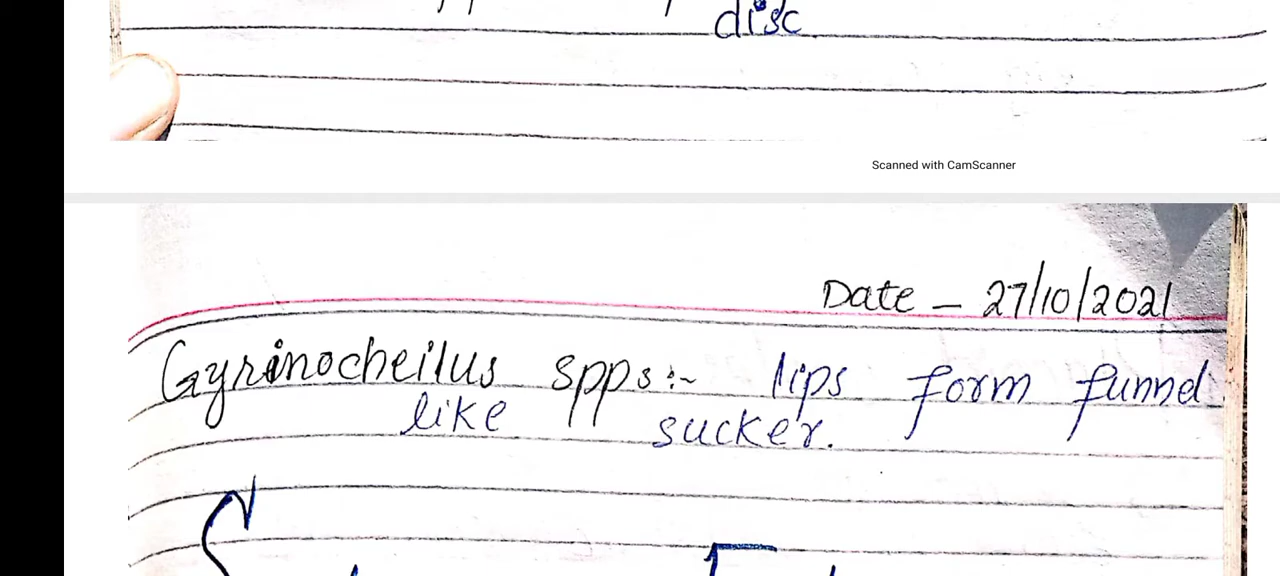 disc
Scanned with CamScanner
Date - 27/10/2021
Gyrinocheilus spps:- lips form funnel
like sucker.